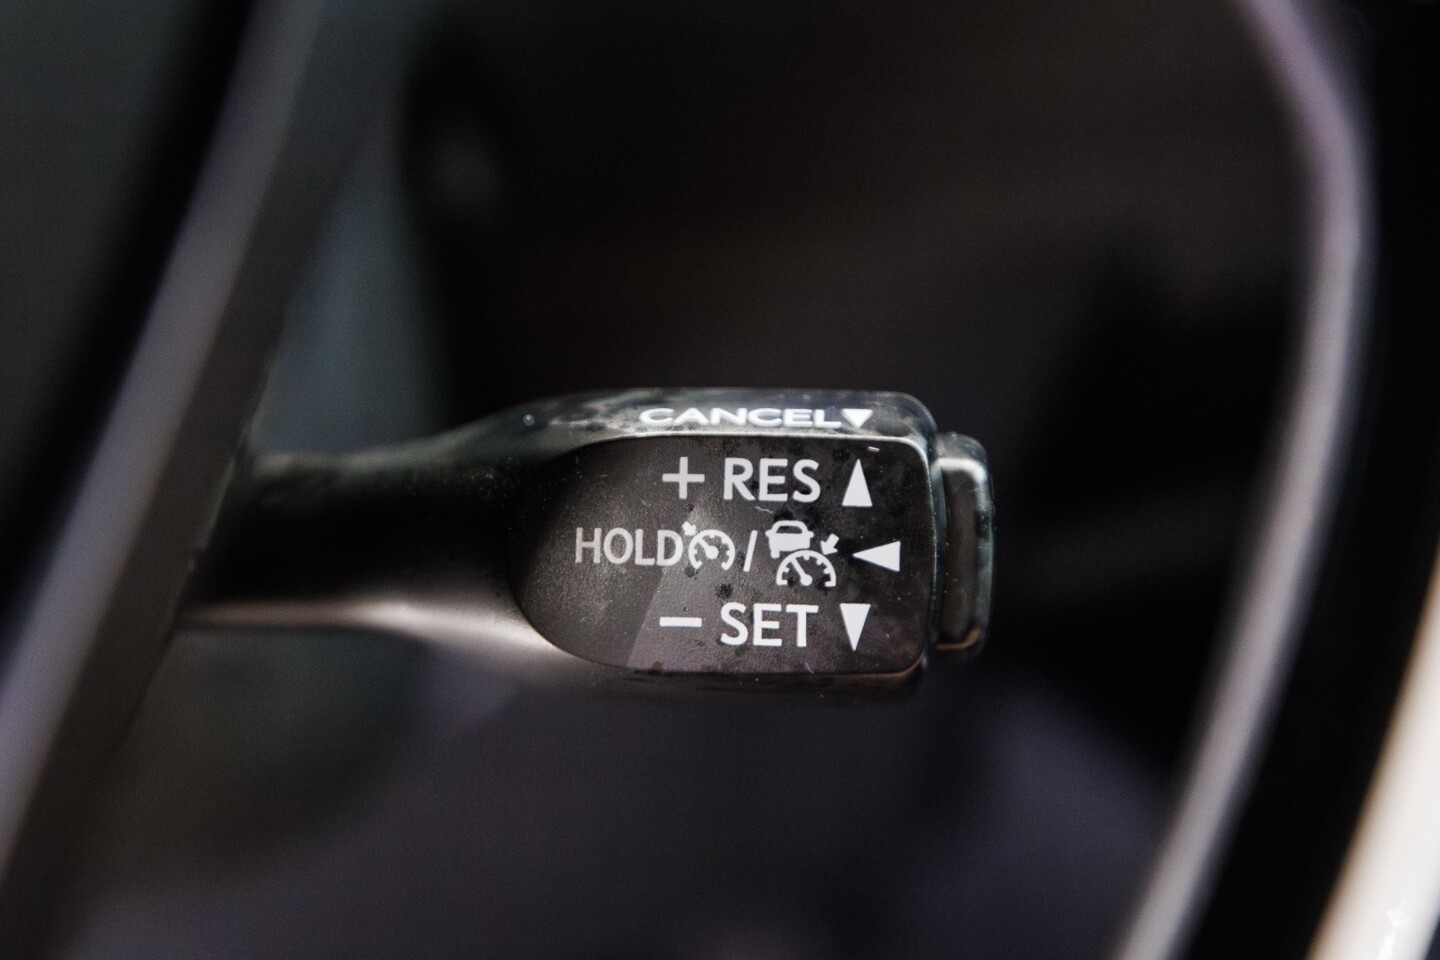 CANCEL▼
+ RES ▲
HOLD / ◀
− SET ▼